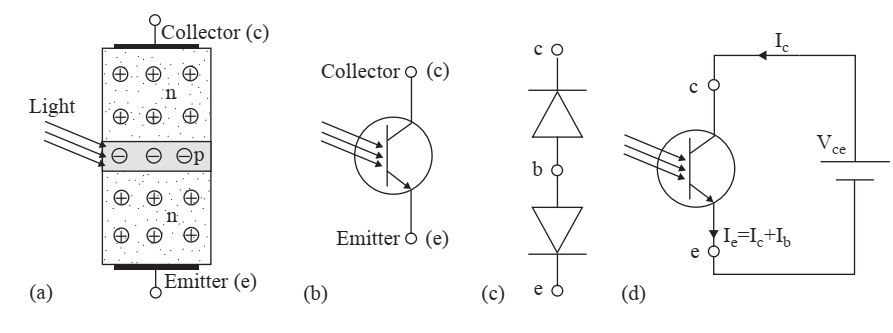 Collector (c)
n
Light
p
n
Emitter (e)
(a)
Collector (c)
Emitter (e)
(b)
c
b
e
(c)
I_c
c
V_ce
I_e=I_c+I_b
e
(d)